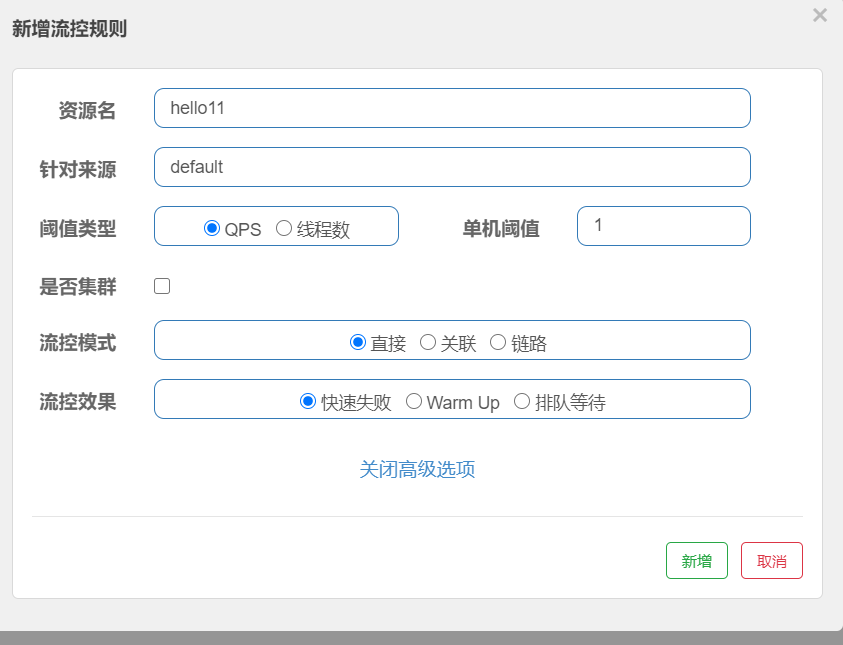 新增流控规则
×
资源名 hello11
针对来源 default
阈值类型 QPS 线程数 单机阈值 1
是否集群
流控模式 直接 关联 链路
流控效果 快速失败 Warm Up 排队等待
关闭高级选项
新增 取消